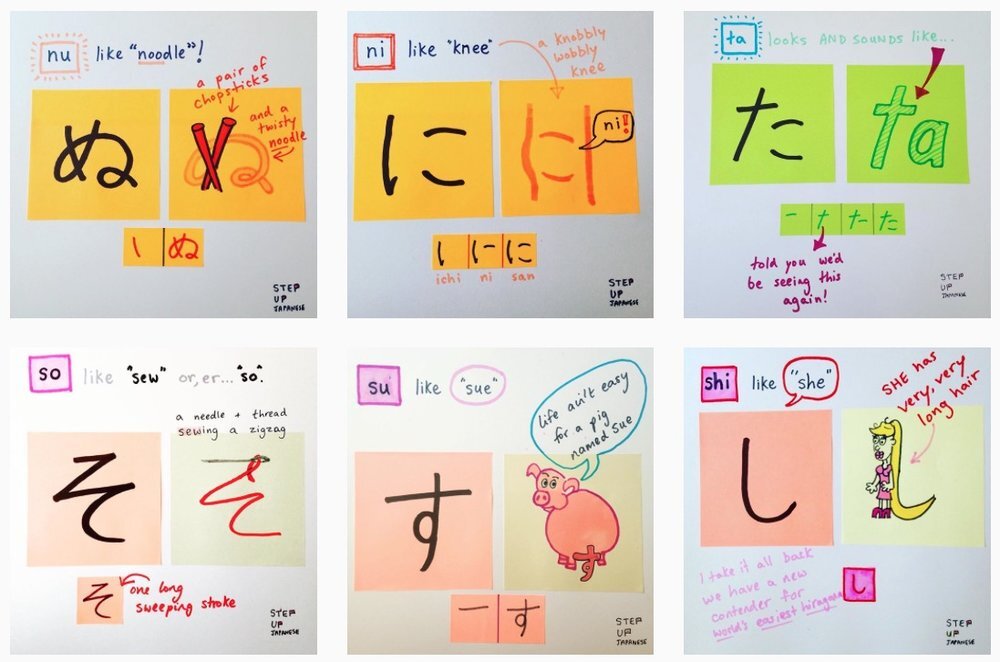 nu like "noodle"!
a pair of
chopsticks
and a
twisty
noodle
ぬ
い ぬ
STEP
UP
JAPANESE
ni like "knee"
a knobbly
wobbly
knee
に
に
ni!
し に に
ichi ni san
STEP
UP
JAPANESE
ta looks AND sounds like...
た
ta
一 ナ た た
told you we'd
be seeing this
again!
STEP
UP
JAPANESE
so like "sew" or, er... "so".
a needle + thread
sewing a zigzag
そ
そ
そ
one long
sweeping stroke
STEP
UP
JAPANESE
su like "sue"
life ain't easy
for a pig
named Sue
す
す
一 す
STEP
UP
JAPANESE
shi like "she"
SHE has
very, very
long hair
し
I take it all back
we have a new
contender for
world's easiest hiragana
し
STEP
UP
JAPANESE